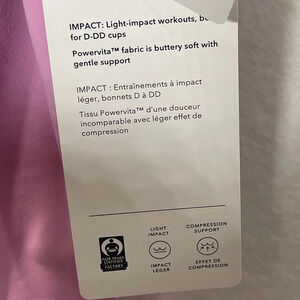 IMPACT: Light-impact workouts,
for D-DD cups
Powervita™ fabric is buttery soft with
gentle support
IMPACT : Entraînements à impact
léger, bonnets D à DD
Tissu Powervita™ d'une douceur
incomparable avec léger effet de
compression
LIGHT
IMPACT
COMPRESSION
SUPPORT
FAIR TRADE
CERTIFIED
FACTORY
IMPACT
LÉGER
EFFET DE
COMPRESSION